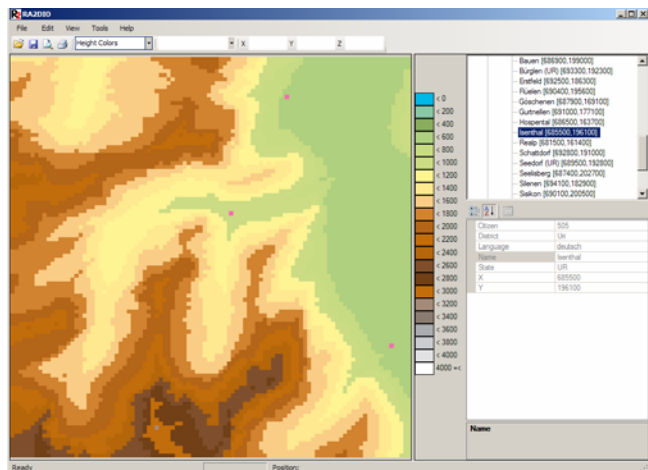 RA2DIO
File Edit View Tools Help
Height Colors X Y Z
< 0
< 200
< 400
< 600
< 800
< 1000
< 1200
< 1400
< 1600
< 1800
< 2000
< 2200
< 2400
< 2600
< 2800
< 3000
< 3200
< 3400
< 3600
< 3800
< 4000
4000 =<
Bauen [686900,199000]
Bürglen (UR) [693300,192300]
Erstfeld [692500,186300]
Flüelen [690400,195600]
Göschenen [687900,169100]
Gurtnellen [691000,177100]
Hospental [686500,163700]
Isenthal [685500,196100]
Realp [681500,161400]
Schattdorf [692800,191000]
Seedorf (UR) [689500,192800]
Seelisberg [687400,202700]
Silenen [694100,182900]
Sisikon [690100,200500]
Citizen 505
District Uri
Language deutsch
Name Isenthal
State UR
X 685500
Y 196100
Name
Ready Position: